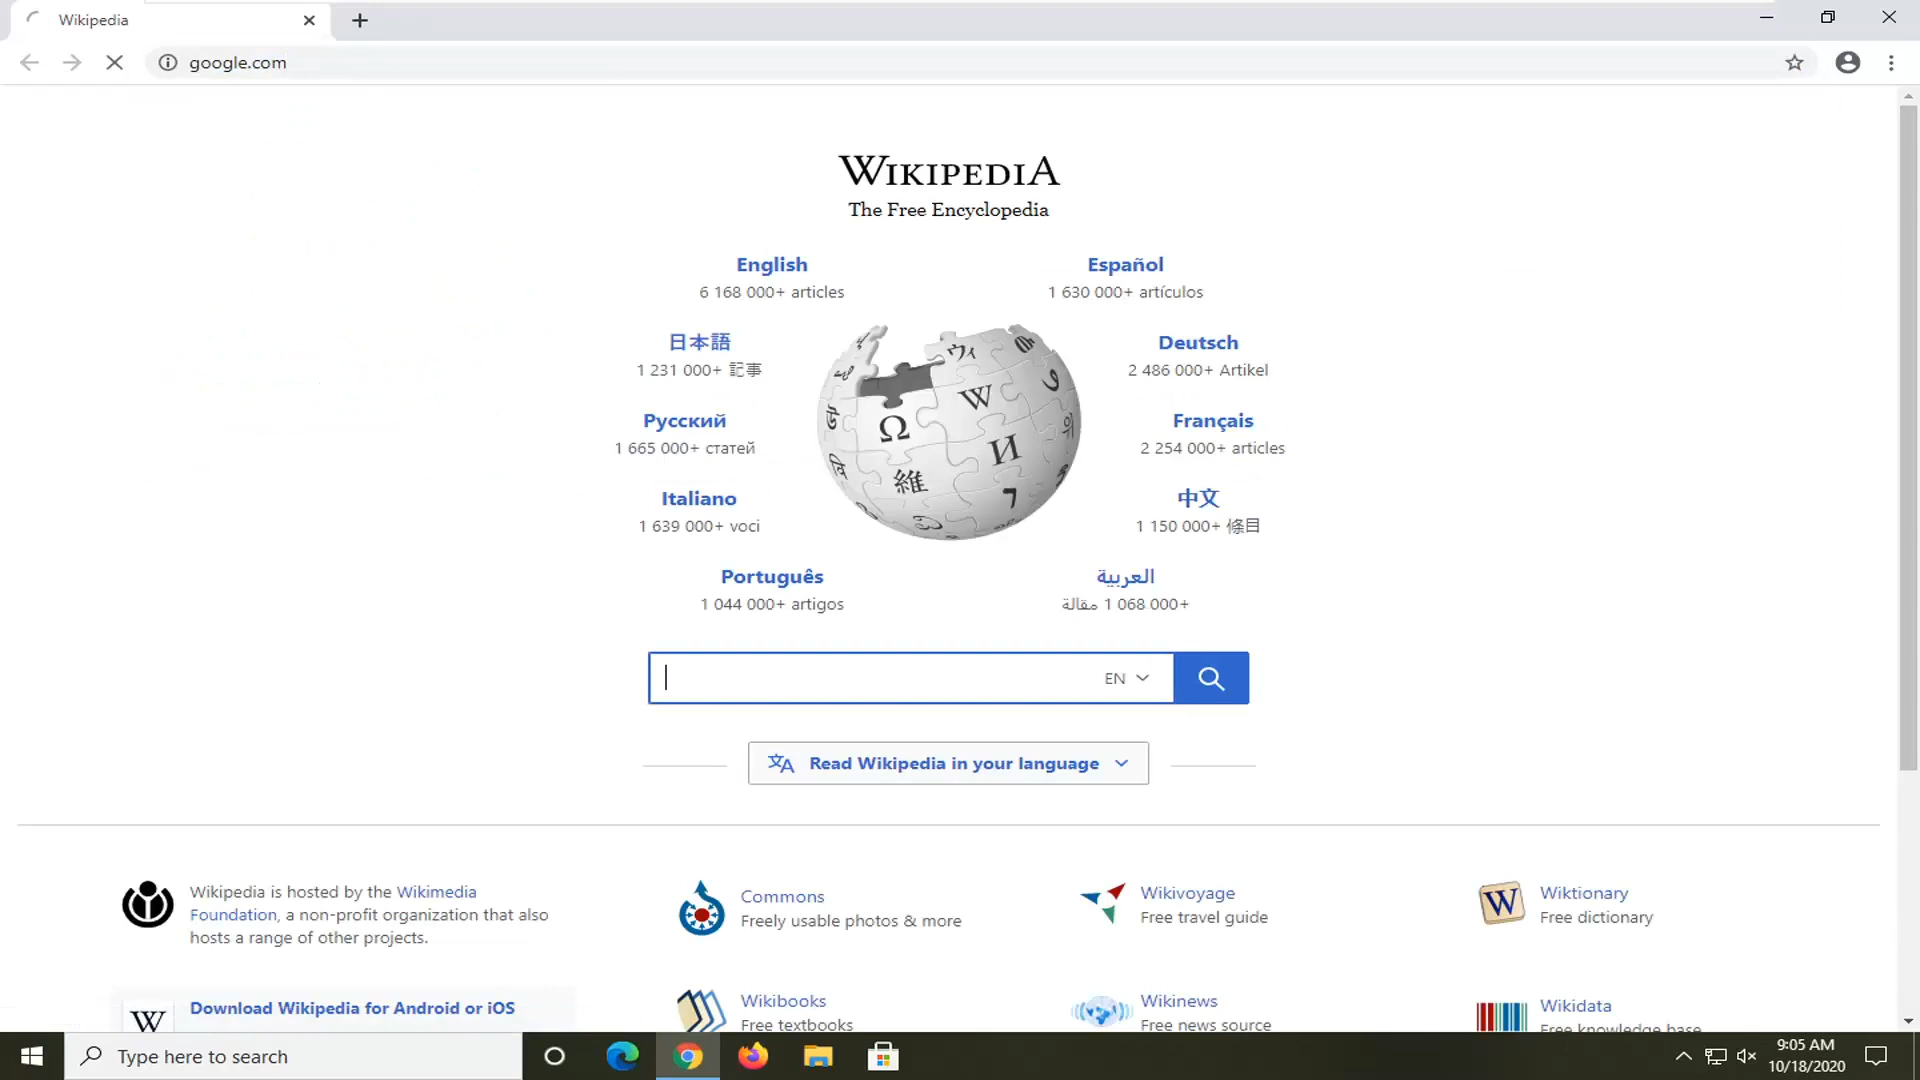 Wikipedia
google.com
WIKIPEDIA
The Free Encyclopedia
English
6 168 000+ articles
Español
1 630 000+ artículos
日本語
1 231 000+ 記事
Deutsch
2 486 000+ Artikel
Русский
1 665 000+ статей
Français
2 254 000+ articles
Italiano
1 639 000+ voci
中文
1 150 000+ 條目
Português
1 044 000+ artigos
العربية
1 068 000+ مقالة
Ω W И 維 ウィ
EN
Read Wikipedia in your language
Wikipedia is hosted by the Wikimedia
Foundation, a non-profit organization that also
hosts a range of other projects.
Commons
Freely usable photos & more
Wikivoyage
Free travel guide
W
Wiktionary
Free dictionary
W
Download Wikipedia for Android or iOS
Wikibooks
Free textbooks
Wikinews
Free news source
Wikidata
Free knowledge base
Type here to search
9:05 AM
10/18/2020